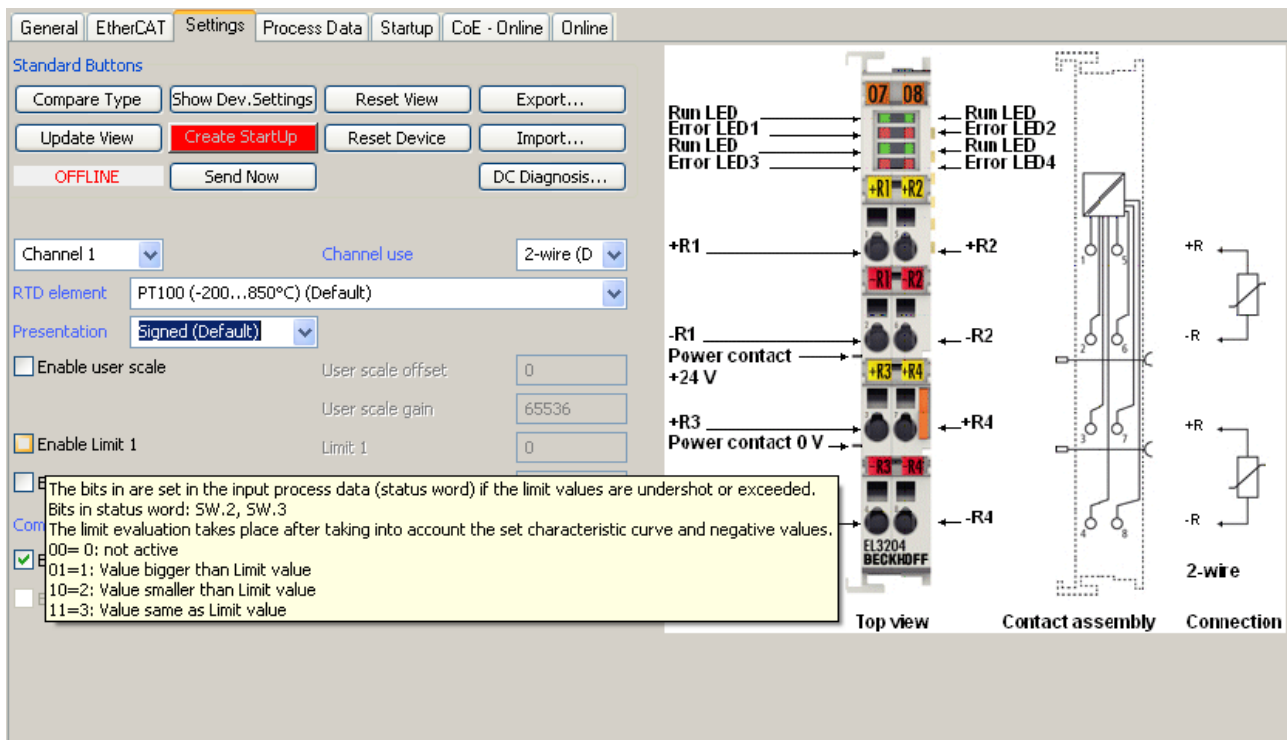 General EtherCAT Settings Process Data Startup CoE - Online Online
Standard Buttons
Compare Type Show Dev.Settings Reset View Export...
Update View Create StartUp Reset Device Import...
OFFLINE Send Now DC Diagnosis...
Channel 1 Channel use 2-wire (D
RTD element PT100 (-200...850°C) (Default)
Presentation Signed (Default)
Enable user scale User scale offset 0
User scale gain 65536
Enable Limit 1 Limit 1 0
The bits in are set in the input process data (status word) if the limit values are undershot or exceeded.
Bits in status word: SW.2, SW.3
The limit evaluation takes place after taking into account the set characteristic curve and negative values.
00= 0: not active
01=1: Value bigger than Limit value
10=2: Value smaller than Limit value
11=3: Value same as Limit value
07 08
Run LED Run LED
Error LED1 Error LED2
Run LED Run LED
Error LED3 Error LED4
+R1 +R2
+R1 +R2
-R1 -R2
-R1 -R2
Power contact
+24 V
+R3 +R4
+R3 +R4
Power contact 0 V
-R3 -R4
-R4
EL3204
BECKHOFF
Top view
1 5
2 6
3 7
4 8
Contact assembly
+R
-R
+R
-R
2-wire
Connection